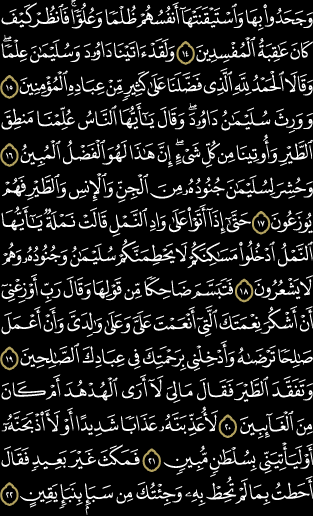 وَجَحَدُوا۟ بِهَا وَٱسْتَيْقَنَتْهَآ أَنفُسُهُمْ ظُلْمًا وَعُلُوًّا ۚ فَٱنظُرْ كَيْفَ
كَانَ عَـٰقِبَةُ ٱلْمُفْسِدِينَ ١٤ وَلَقَدْ ءَاتَيْنَا دَاوُۥدَ وَسُلَيْمَـٰنَ عِلْمًا ۖ
وَقَالَا ٱلْحَمْدُ لِلَّهِ ٱلَّذِى فَضَّلَنَا عَلَىٰ كَثِيرٍ مِّنْ عِبَادِهِ ٱلْمُؤْمِنِينَ ١٥
وَوَرِثَ سُلَيْمَـٰنُ دَاوُۥدَ ۖ وَقَالَ يَـٰٓأَيُّهَا ٱلنَّاسُ عُلِّمْنَا مَنطِقَ
ٱلطَّيْرِ وَأُوتِينَا مِن كُلِّ شَىْءٍ ۖ إِنَّ هَـٰذَا لَهُوَ ٱلْفَضْلُ ٱلْمُبِينُ ١٦
وَحُشِرَ لِسُلَيْمَـٰنَ جُنُودُهُۥ مِنَ ٱلْجِنِّ وَٱلْإِنسِ وَٱلطَّيْرِ فَهُمْ
يُوزَعُونَ ١٧ حَتَّىٰٓ إِذَآ أَتَوْا۟ عَلَىٰ وَادِ ٱلنَّمْلِ قَالَتْ نَمْلَةٌ يَـٰٓأَيُّهَا
ٱلنَّمْلُ ٱدْخُلُوا۟ مَسَـٰكِنَكُمْ لَا يَحْطِمَنَّكُمْ سُلَيْمَـٰنُ وَجُنُودُهُۥ وَهُمْ
لَا يَشْعُرُونَ ١٨ فَتَبَسَّمَ ضَاحِكًا مِّن قَوْلِهَا وَقَالَ رَبِّ أَوْزِعْنِىٓ
أَنْ أَشْكُرَ نِعْمَتَكَ ٱلَّتِىٓ أَنْعَمْتَ عَلَىَّ وَعَلَىٰ وَٰلِدَىَّ وَأَنْ أَعْمَلَ
صَـٰلِحًا تَرْضَىٰهُ وَأَدْخِلْنِى بِرَحْمَتِكَ فِى عِبَادِكَ ٱلصَّـٰلِحِينَ ١٩
وَتَفَقَّدَ ٱلطَّيْرَ فَقَالَ مَا لِىَ لَآ أَرَى ٱلْهُدْهُدَ أَمْ كَانَ
مِنَ ٱلْغَآئِبِينَ ٢٠ لَأُعَذِّبَنَّهُۥ عَذَابًا شَدِيدًا أَوْ لَأَا۟ذْبَحَنَّهُۥٓ
أَوْ لَيَأْتِيَنِّى بِسُلْطَـٰنٍ مُّبِينٍ ٢١ فَمَكَثَ غَيْرَ بَعِيدٍ فَقَالَ
أَحَطتُ بِمَا لَمْ تُحِطْ بِهِۦ وَجِئْتُكَ مِن سَبَإٍۭ بِنَبَإٍ يَقِينٍ ٢٢